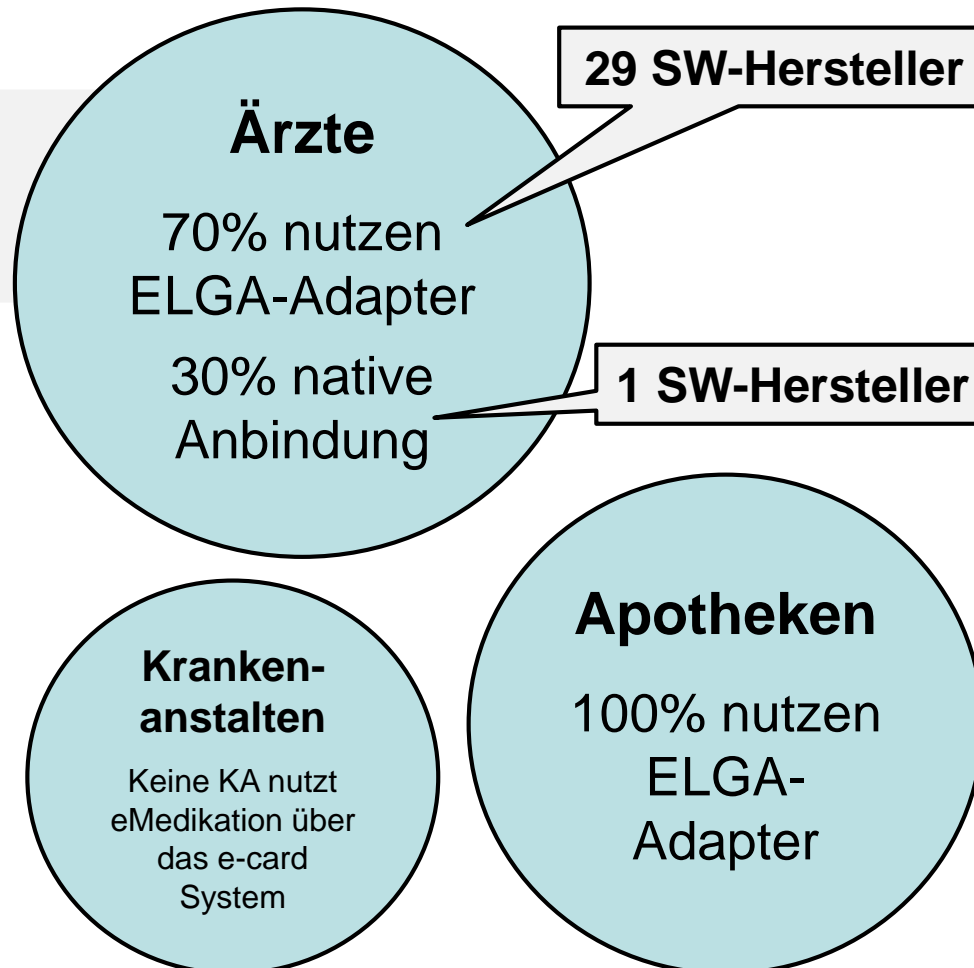 29 SW-Hersteller
Ärzte
70% nutzen
ELGA-Adapter
30% native
Anbindung
1 SW-Hersteller
Kranken-
anstalten
Keine KA nutzt
eMedikation über
das e-card
System
Apotheken
100% nutzen
ELGA-
Adapter